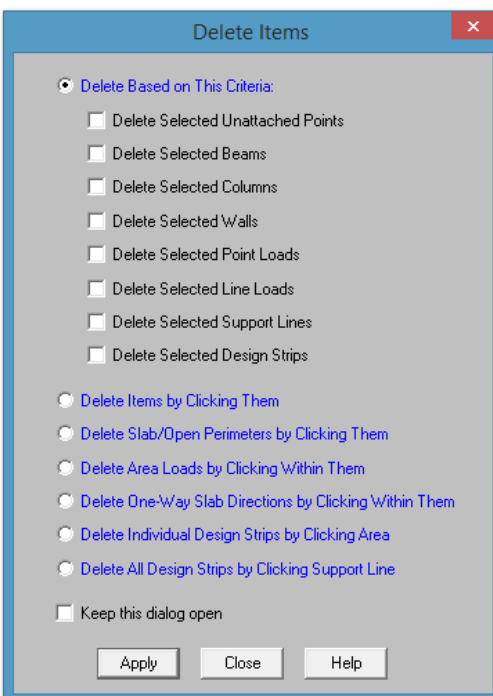 Delete Items
Delete Based on This Criteria:
Delete Selected Unattached Points
Delete Selected Beams
Delete Selected Columns
Delete Selected Walls
Delete Selected Point Loads
Delete Selected Line Loads
Delete Selected Support Lines
Delete Selected Design Strips
Delete Items by Clicking Them
Delete Slab/Open Perimeters by Clicking Them
Delete Area Loads by Clicking Within Them
Delete One-Way Slab Directions by Clicking Within Them
Delete Individual Design Strips by Clicking Area
Delete All Design Strips by Clicking Support Line
Keep this dialog open
Apply Close Help